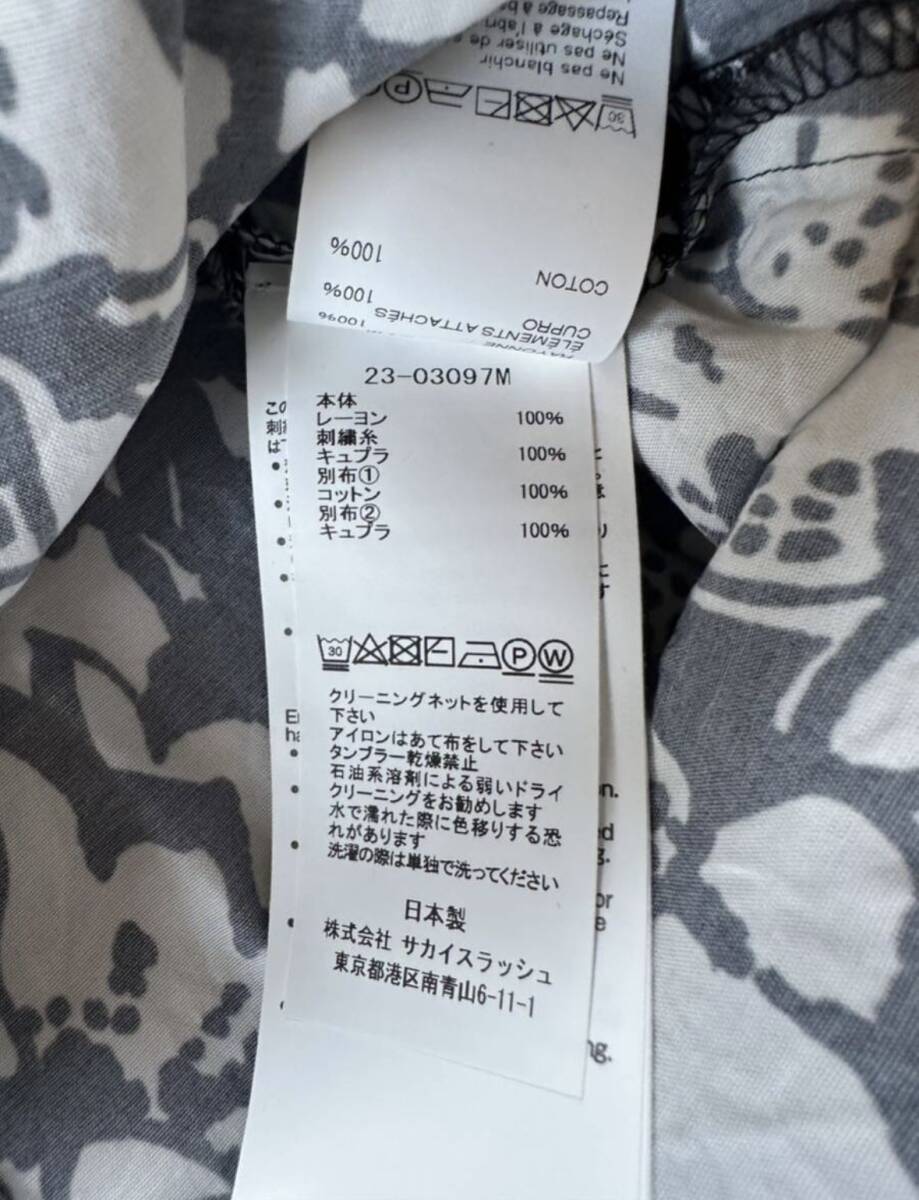 Repassage à
Séchage à l'
Ne pas utiliser de
Ne pas blanchir
30
P
COTON 100%
CUPRO 100%
ÉLÉMENTS ATTACHÉS
RAYONNE 100%
23-03097M
本体
レーヨン 100%
刺繍糸
キュプラ 100%
別布①
コットン 100%
別布②
キュプラ 100%
30
P W
クリーニングネットを使用して
下さい
アイロンはあて布をして下さい
タンブラー乾燥禁止
石油系溶剤による弱いドライ
クリーニングをお勧めします
水で濡れた際に色移りする恐
れがあります
洗濯の際は単独で洗ってください
日本製
株式会社 サカイスラッシュ
東京都港区南青山6-11-1